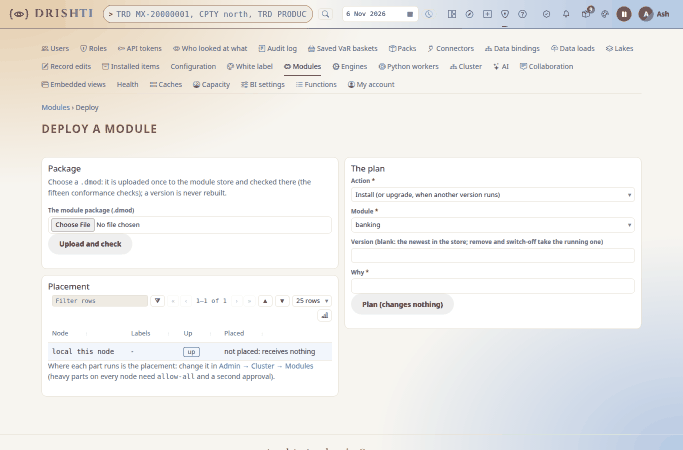 {👁} DRISHTI
> TRD MX-20000001, CPTY north, TRD PRODUC
6 Nov 2026
A Ash
Users Roles API tokens Who looked at what Audit log Saved VaR baskets Packs Connectors Data bindings Data loads Lakes
Record edits Installed items Configuration White label Modules Engines Python workers Cluster AI Collaboration
Embedded views Health Caches Capacity BI settings Functions My account
Modules › Deploy
DEPLOY A MODULE
Package
Choose a .dmod: it is uploaded once to the module store and checked there (the
fifteen conformance checks); a version is never rebuilt.
The module package (.dmod)
Choose File No file chosen
Upload and check
Placement
Filter rows
1–1 of 1
25 rows
Node Labels Up Placed
local this node - up not placed: receives nothing
Where each part runs is the placement: change it in Admin → Cluster → Modules
(heavy parts on every node need allow-all and a second approval).
The plan
Action *
Install (or upgrade, when another version runs)
Module *
banking
Version (blank: the newest in the store; remove and switch-off take the running one)
Why *
Plan (changes nothing)